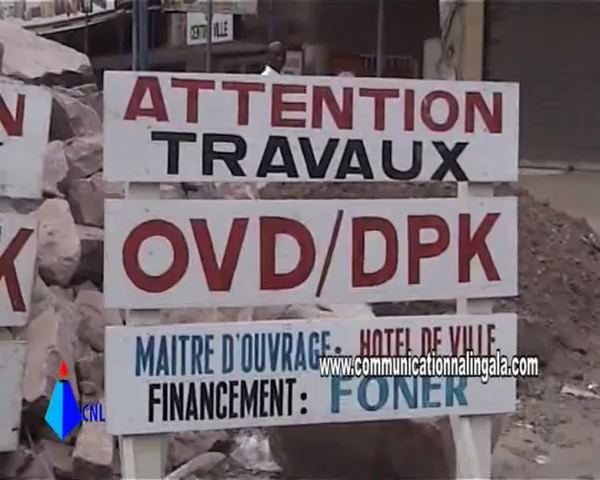 CENTRE VILLE
ATTENTION
TRAVAUX
OVD/DPK
MAITRE D'OUVRAGE: HOTEL DE VILLE
www.communicationnalingala.com
FINANCEMENT: FONER
CNL
N
K